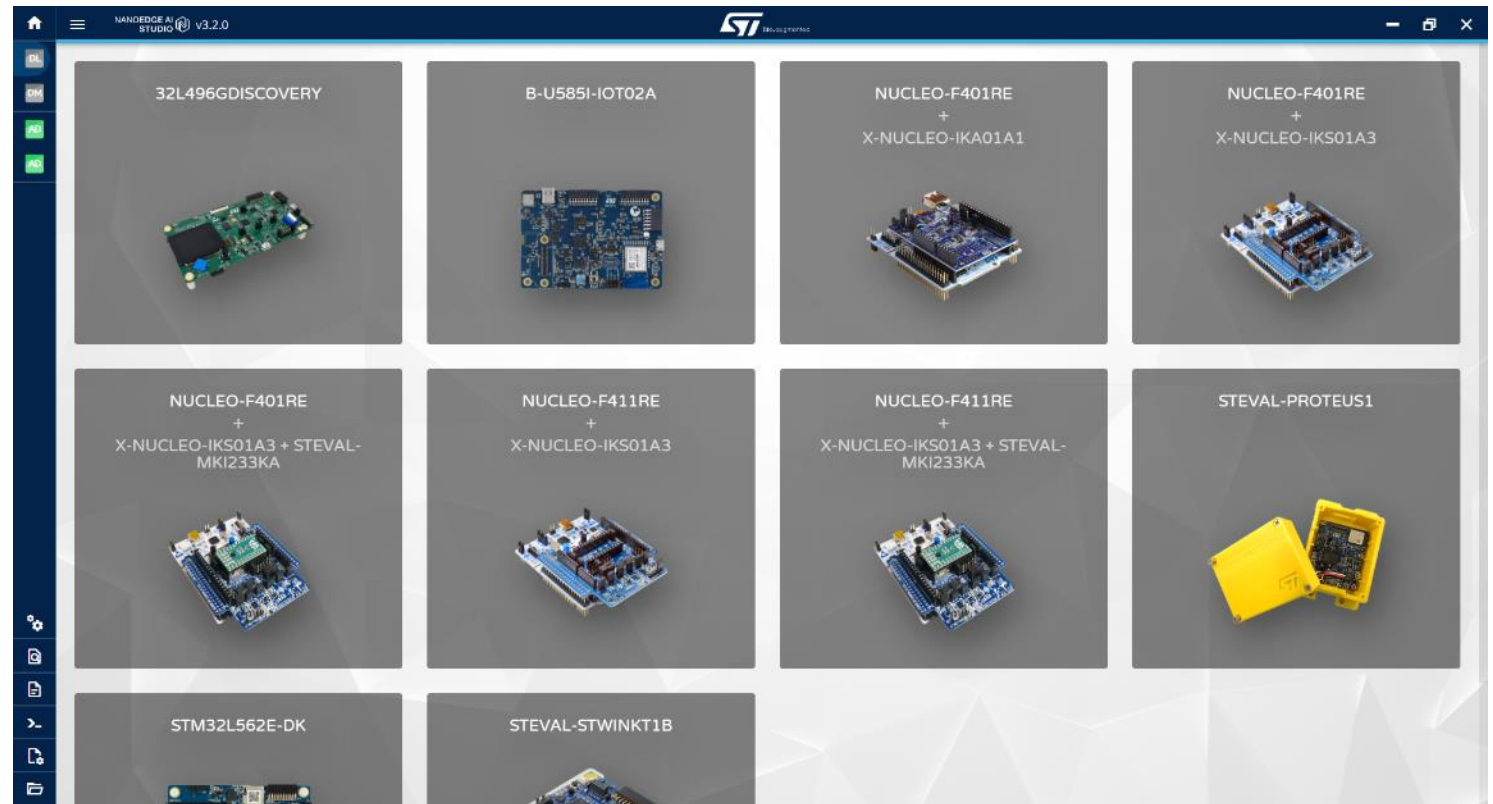 NANOEDGE AI
STUDIO v3.2.0
ST
DL
DM
AD
AD
32L496GDISCOVERY
B-U585I-IOT02A
NUCLEO-F401RE
+
X-NUCLEO-IKA01A1
NUCLEO-F401RE
+
X-NUCLEO-IKS01A3
NUCLEO-F401RE
+
X-NUCLEO-IKS01A3 + STEVAL-
MKI233KA
NUCLEO-F411RE
+
X-NUCLEO-IKS01A3
NUCLEO-F411RE
+
X-NUCLEO-IKS01A3 + STEVAL-
MKI233KA
STEVAL-PROTEUS1
STM32L562E-DK
STEVAL-STWINKT1B